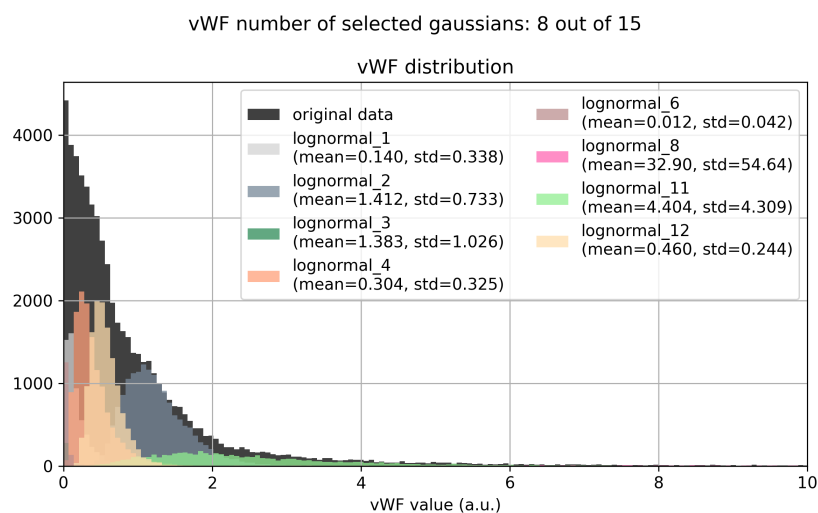 vWF number of selected gaussians: 8 out of 15
vWF distribution
original data
lognormal_1
(mean=0.140, std=0.338)
lognormal_2
(mean=1.412, std=0.733)
lognormal_3
(mean=1.383, std=1.026)
lognormal_4
(mean=0.304, std=0.325)
lognormal_6
(mean=0.012, std=0.042)
lognormal_8
(mean=32.90, std=54.64)
lognormal_11
(mean=4.404, std=4.309)
lognormal_12
(mean=0.460, std=0.244)
4000
3000
2000
1000
0
0 2 4 6 8 10
vWF value (a.u.)